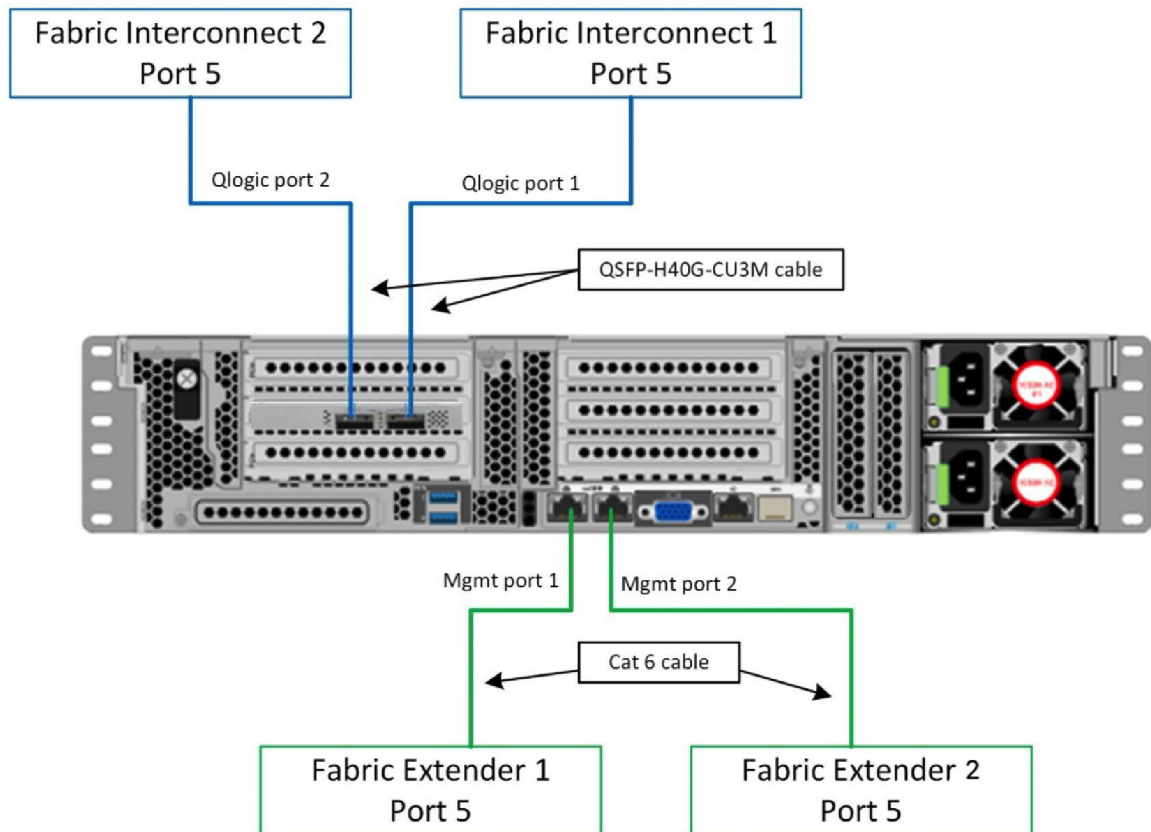 Fabric Interconnect 2
Port 5
Fabric Interconnect 1
Port 5
Qlogic port 2
Qlogic port 1
QSFP-H40G-CU3M cable
Mgmt port 1
Mgmt port 2
Cat 6 cable
Fabric Extender 1
Port 5
Fabric Extender 2
Port 5